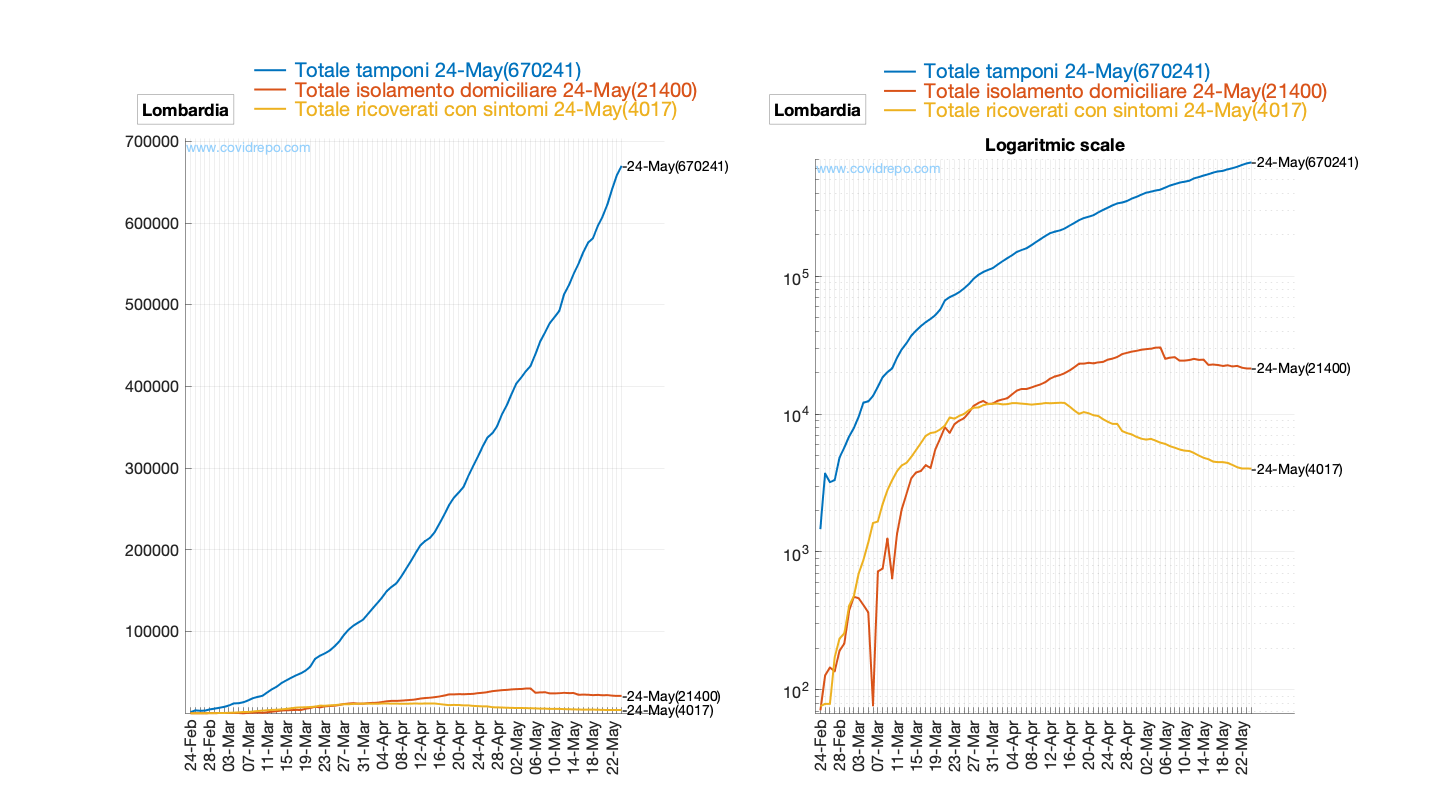 Totale tamponi 24-May(670241)
Totale isolamento domiciliare 24-May(21400)
Totale ricoverati con sintomi 24-May(4017)
Lombardia
www.covidrepo.com
700000
600000
500000
400000
300000
200000
100000
-24-May(670241)
-24-May(21400)
-24-May(4017)
24-Feb
28-Feb
03-Mar
07-Mar
11-Mar
15-Mar
19-Mar
23-Mar
27-Mar
31-Mar
04-Apr
08-Apr
12-Apr
16-Apr
20-Apr
24-Apr
28-Apr
02-May
06-May
10-May
14-May
18-May
22-May
Totale tamponi 24-May(670241)
Totale isolamento domiciliare 24-May(21400)
Totale ricoverati con sintomi 24-May(4017)
Lombardia
Logaritmic scale
www.covidrepo.com
10^5
10^4
10^3
10^2
-24-May(670241)
-24-May(21400)
-24-May(4017)
24-Feb
28-Feb
03-Mar
07-Mar
11-Mar
15-Mar
19-Mar
23-Mar
27-Mar
31-Mar
04-Apr
08-Apr
12-Apr
16-Apr
20-Apr
24-Apr
28-Apr
02-May
06-May
10-May
14-May
18-May
22-May